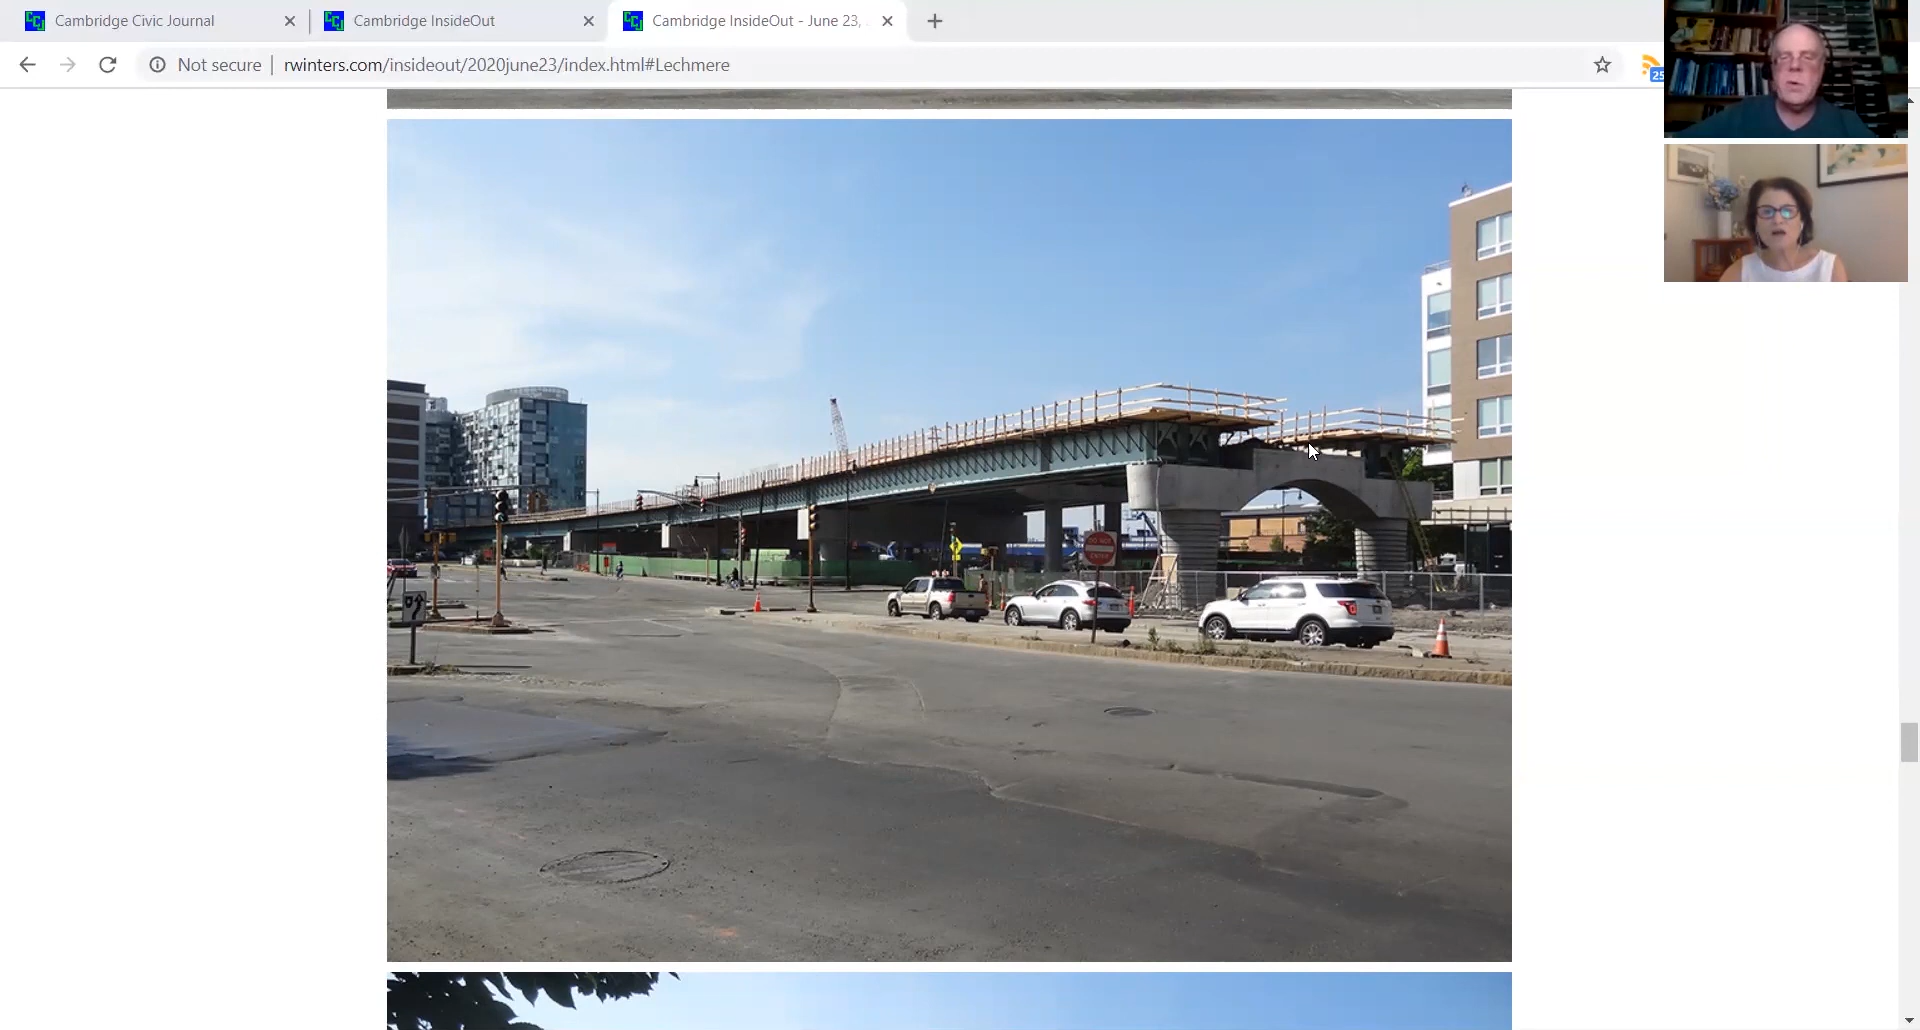 Cambridge Civic Journal
Cambridge InsideOut
Cambridge InsideOut - June 23,
Not secure
rwinters.com/insideout/2020june23/index.html#Lechmere
25
DO NOT
ENTER